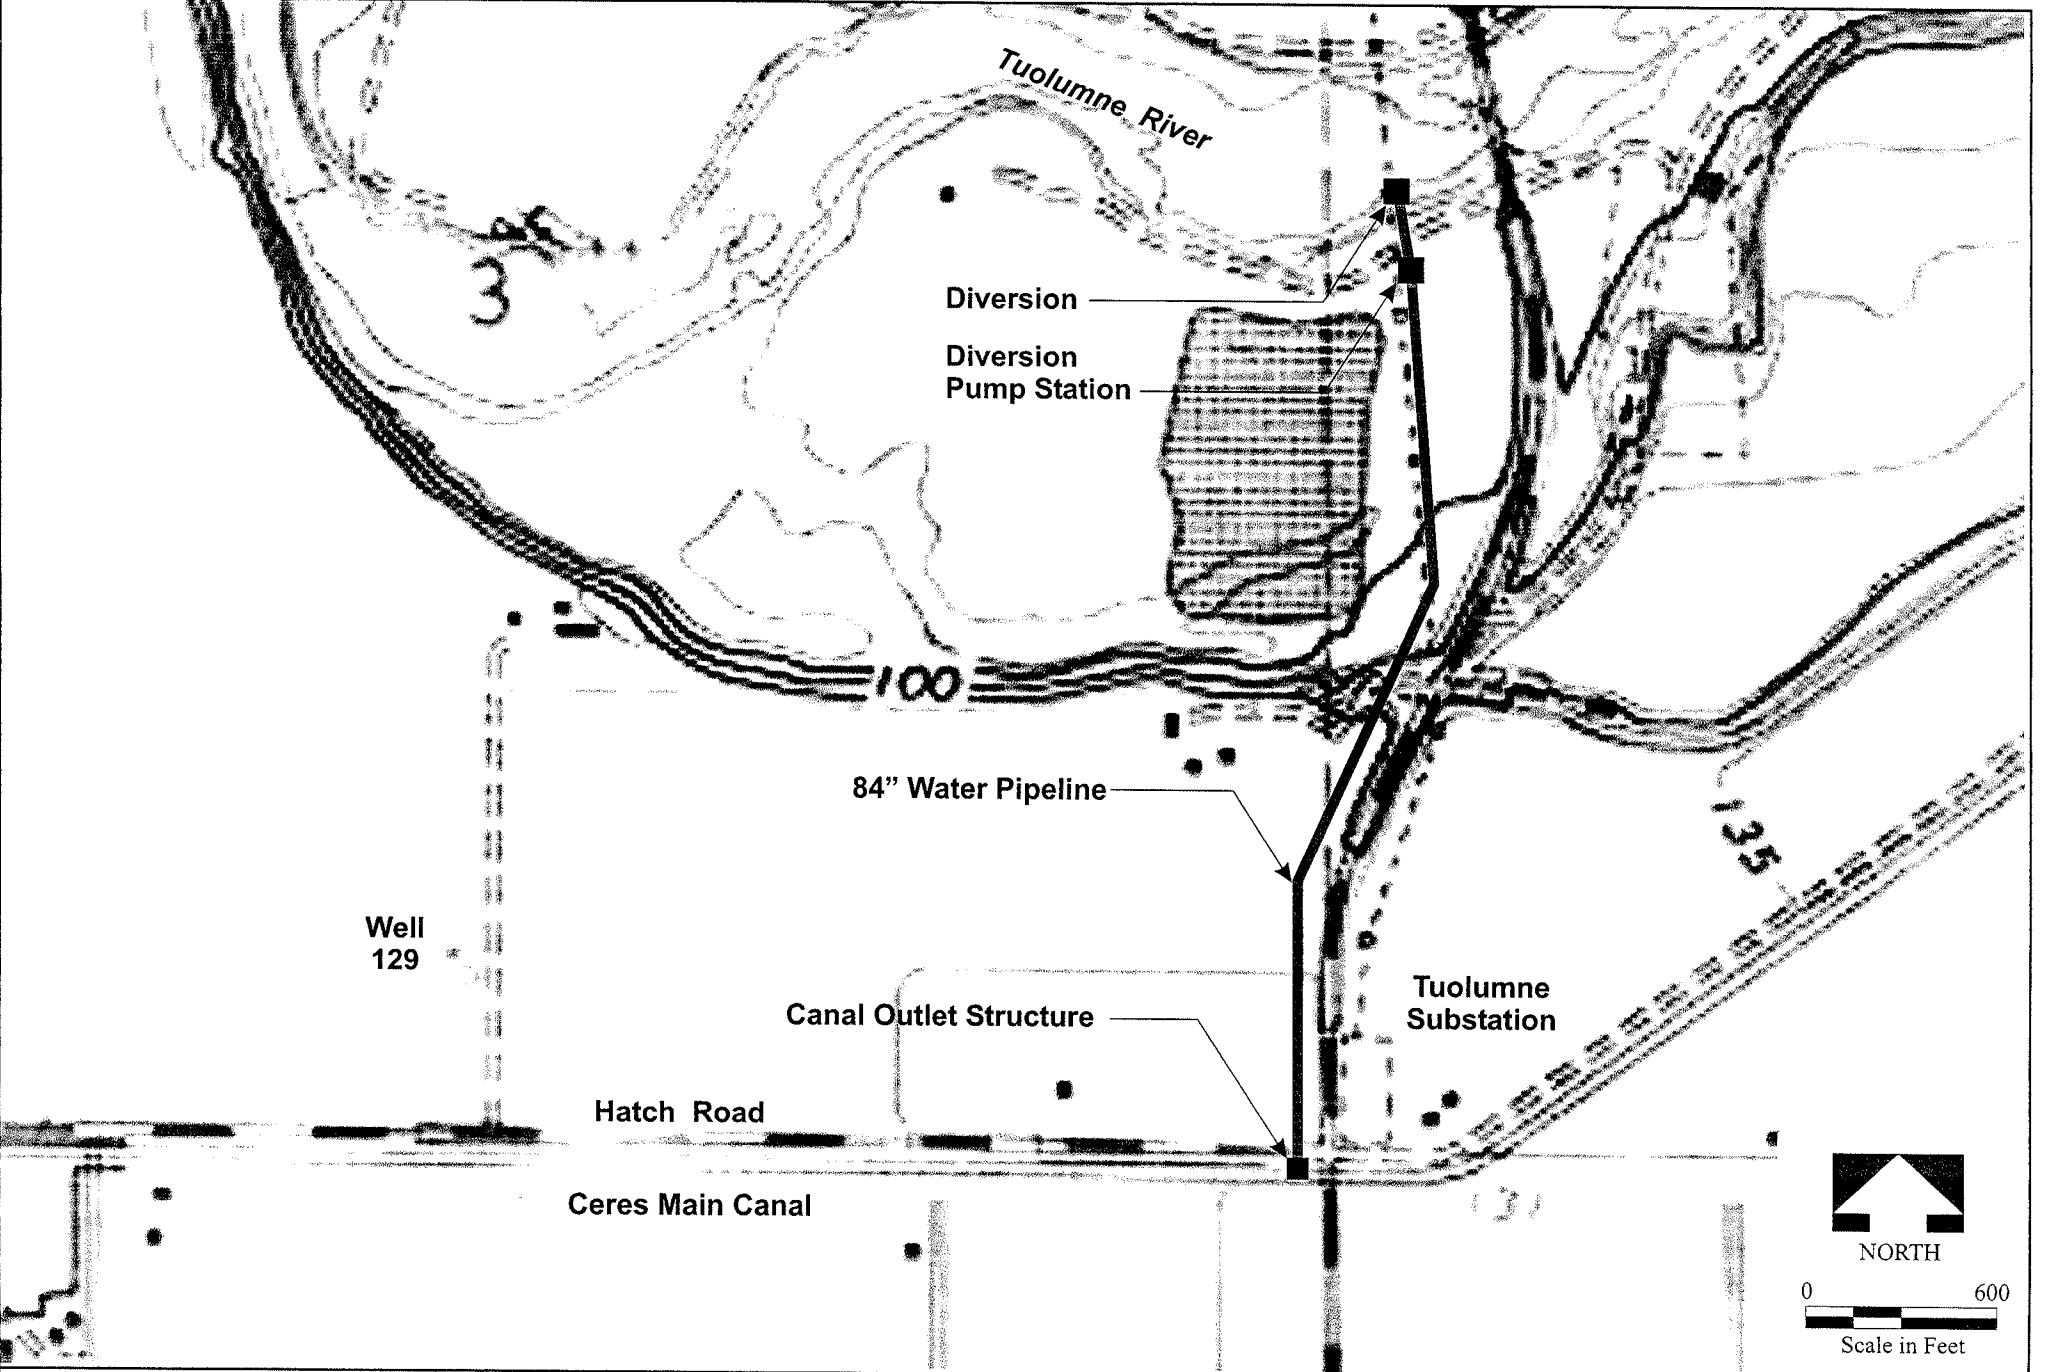 Tuolumne River
3
Diversion
Diversion
Pump Station
100
84” Water Pipeline
135
Well
129
Tuolumne
Substation
Canal Outlet Structure
Hatch Road
Ceres Main Canal
131
NORTH
0 600
Scale in Feet